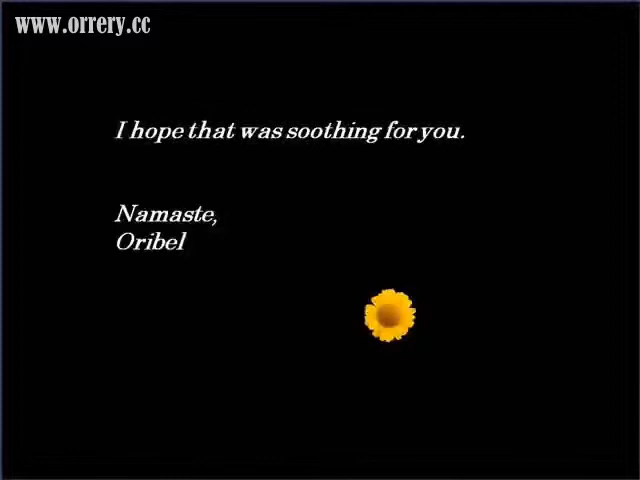 www.orrery.cc
I hope that was soothing for you.
Namaste,
Oribel